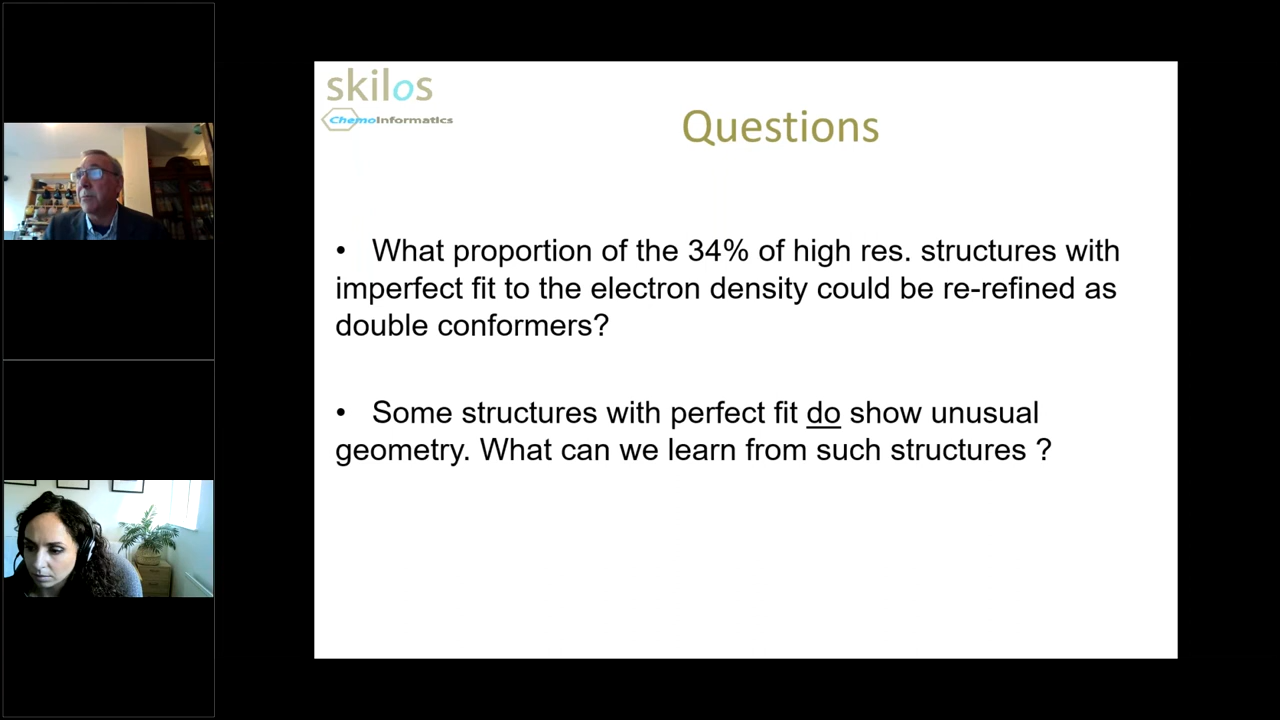 skilos
ChemoInformatics
Questions
• What proportion of the 34% of high res. structures with
imperfect fit to the electron density could be re-refined as
double conformers?
• Some structures with perfect fit do show unusual
geometry. What can we learn from such structures ?